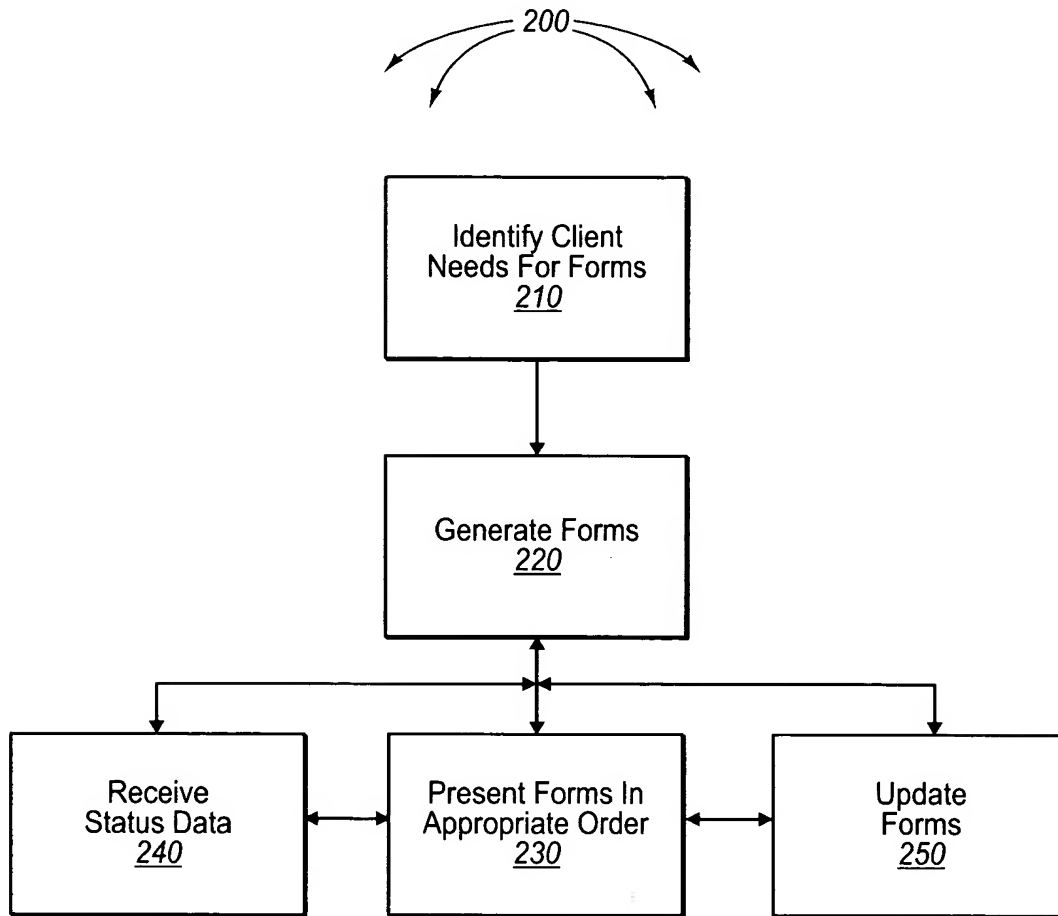 200
Identify Client
Needs For Forms
210
Generate Forms
220
Receive
Status Data
240
Present Forms In
Appropriate Order
230
Update
Forms
250